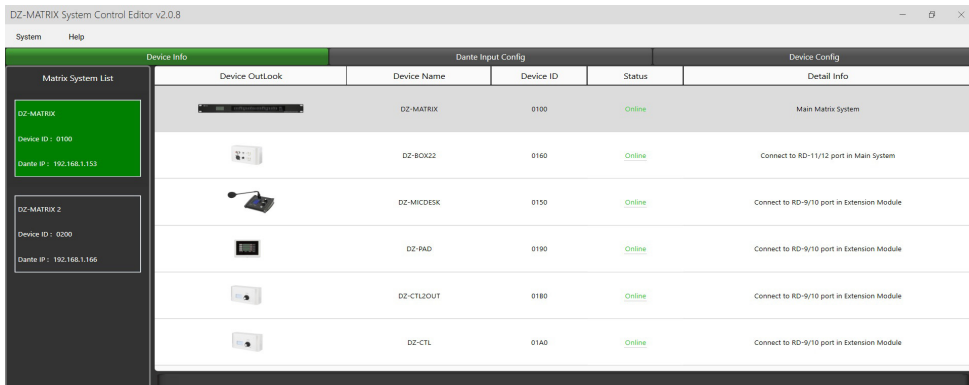 DZ-MATRIX System Control Editor v2.0.8
System Help
Device Info Dante Input Config Device Config
Matrix System List
DZ-MATRIX
Device ID : 0100
Dante IP : 192.168.1.153
DZ-MATRIX 2
Device ID : 0200
Dante IP : 192.168.1.166
Device OutLook Device Name Device ID Status Detail Info
DZ-MATRIX 0100 Online Main Matrix System
DZ-BOX22 0160 Online Connect to RD-11/12 port in Main System
DZ-MICDESK 0150 Online Connect to RD-9/10 port in Extension Module
DZ-PAD 0190 Online Connect to RD-9/10 port in Extension Module
DZ-CTL2OUT 01B0 Online Connect to RD-9/10 port in Extension Module
DZ-CTL 01A0 Online Connect to RD-9/10 port in Extension Module